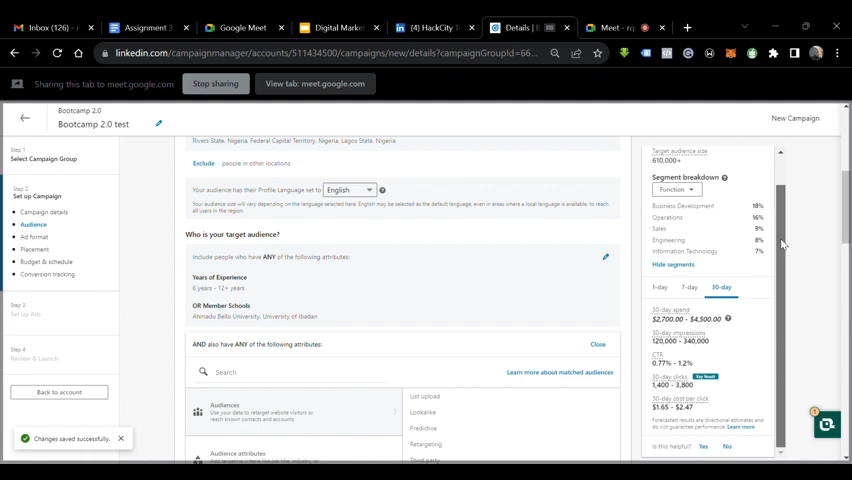 Inbox (120) - m
Assignment 3
Google Meet
Digital Market
(4) HackCity T
Details | B
Meet - rq
linkedin.com/campaignmanager/accounts/511434500/campaigns/new/details?campaignGroupId=66...
Sharing this tab to meet.google.com
Stop sharing
View tab: meet.google.com
Bootcamp 2.0
Bootcamp 2.0 test
New Campaign
Step 1
Select Campaign Group
Step 2
Set up Campaign
Campaign details
Audience
Ad format
Placement
Budget & schedule
Conversion tracking
Step 3
Set up Ads
Step 4
Review & Launch
Back to account
Changes saved successfully.
Rivers State, Nigeria, Federal Capital Territory, Nigeria, Lagos State, Nigeria
Exclude people in other locations
Your audience has their Profile Language set to English
Your audience size will vary depending on the language selected here. English may be selected as the default language, even in areas where a local language is available, to reach
all users in the region.
Who is your target audience?
Include people who have ANY of the following attributes:
Years of Experience
6 years - 12+ years
OR Member Schools
Ahmadu Bello University, University of Ibadan
AND also have ANY of the following attributes:
Close
Search
Learn more about matched audiences
Audiences
Use your data to retarget website visitors or
reach known contacts and accounts
Audience attributes
List upload
Lookalike
Predictive
Retargeting
Third party
Target audience size
610,000+
Segment breakdown
Function
Business Development 18%
Operations 16%
Sales 9%
Engineering 8%
Information Technology 7%
Hide segments
1-day 7-day 30-day
30-day spend
$2,700.00 - $4,500.00
30-day impressions
120,000 - 340,000
CTR
0.77% - 1.2%
30-day clicks Key Result
1,400 - 3,800
30-day cost per click
$1.65 - $2.47
Forecasted results are directional estimates and
do not guarantee performance. Learn more
Is this helpful? Yes No
1